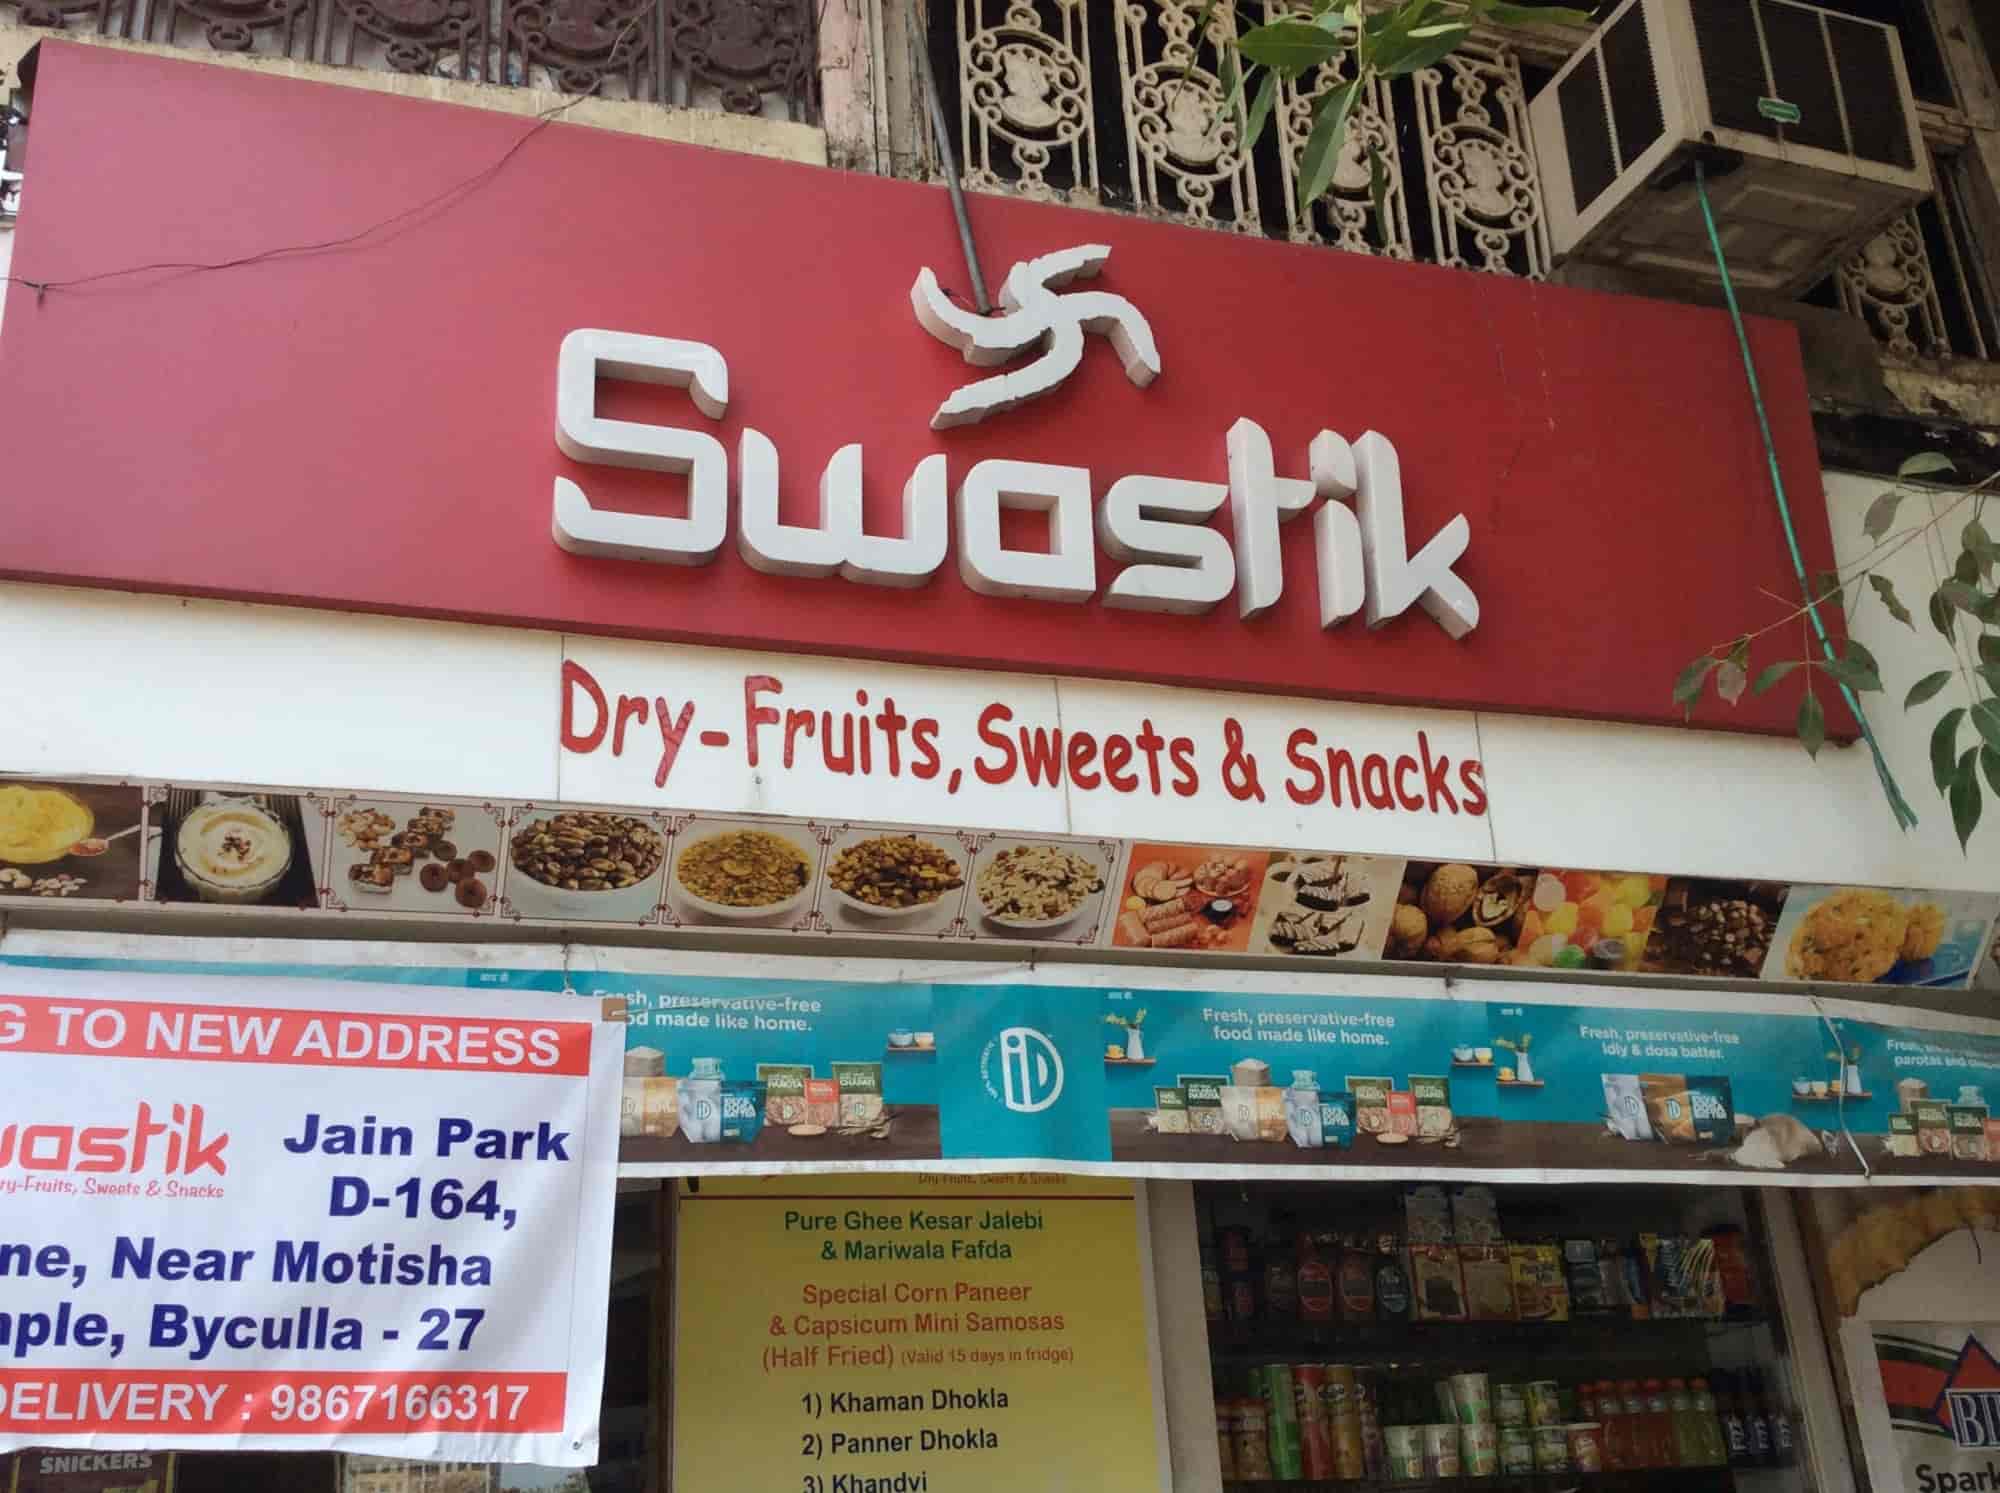 Swastik
Dry-Fruits, Sweets & Snacks
G TO NEW ADDRESS
wastik
ry-Fruits, Sweets & Snacks
Jain Park
D-164,
ne, Near Motisha
mple, Byculla - 27
DELIVERY : 9867166317
SNICKERS
Fresh, preservative-free
food made like home.
iD
Fresh, preservative-free
food made like home.
Fresh, preservative-free
idly & dosa batter.
parotas and
Dry-Fruits, Sweets & Snacks
Pure Ghee Kesar Jalebi
& Mariwala Fafda
Special Corn Paneer
& Capsicum Mini Samosas
(Half Fried) (Valid 15 days in fridge)
1) Khaman Dhokla
2) Panner Dhokla
3) Khandvi
Spark